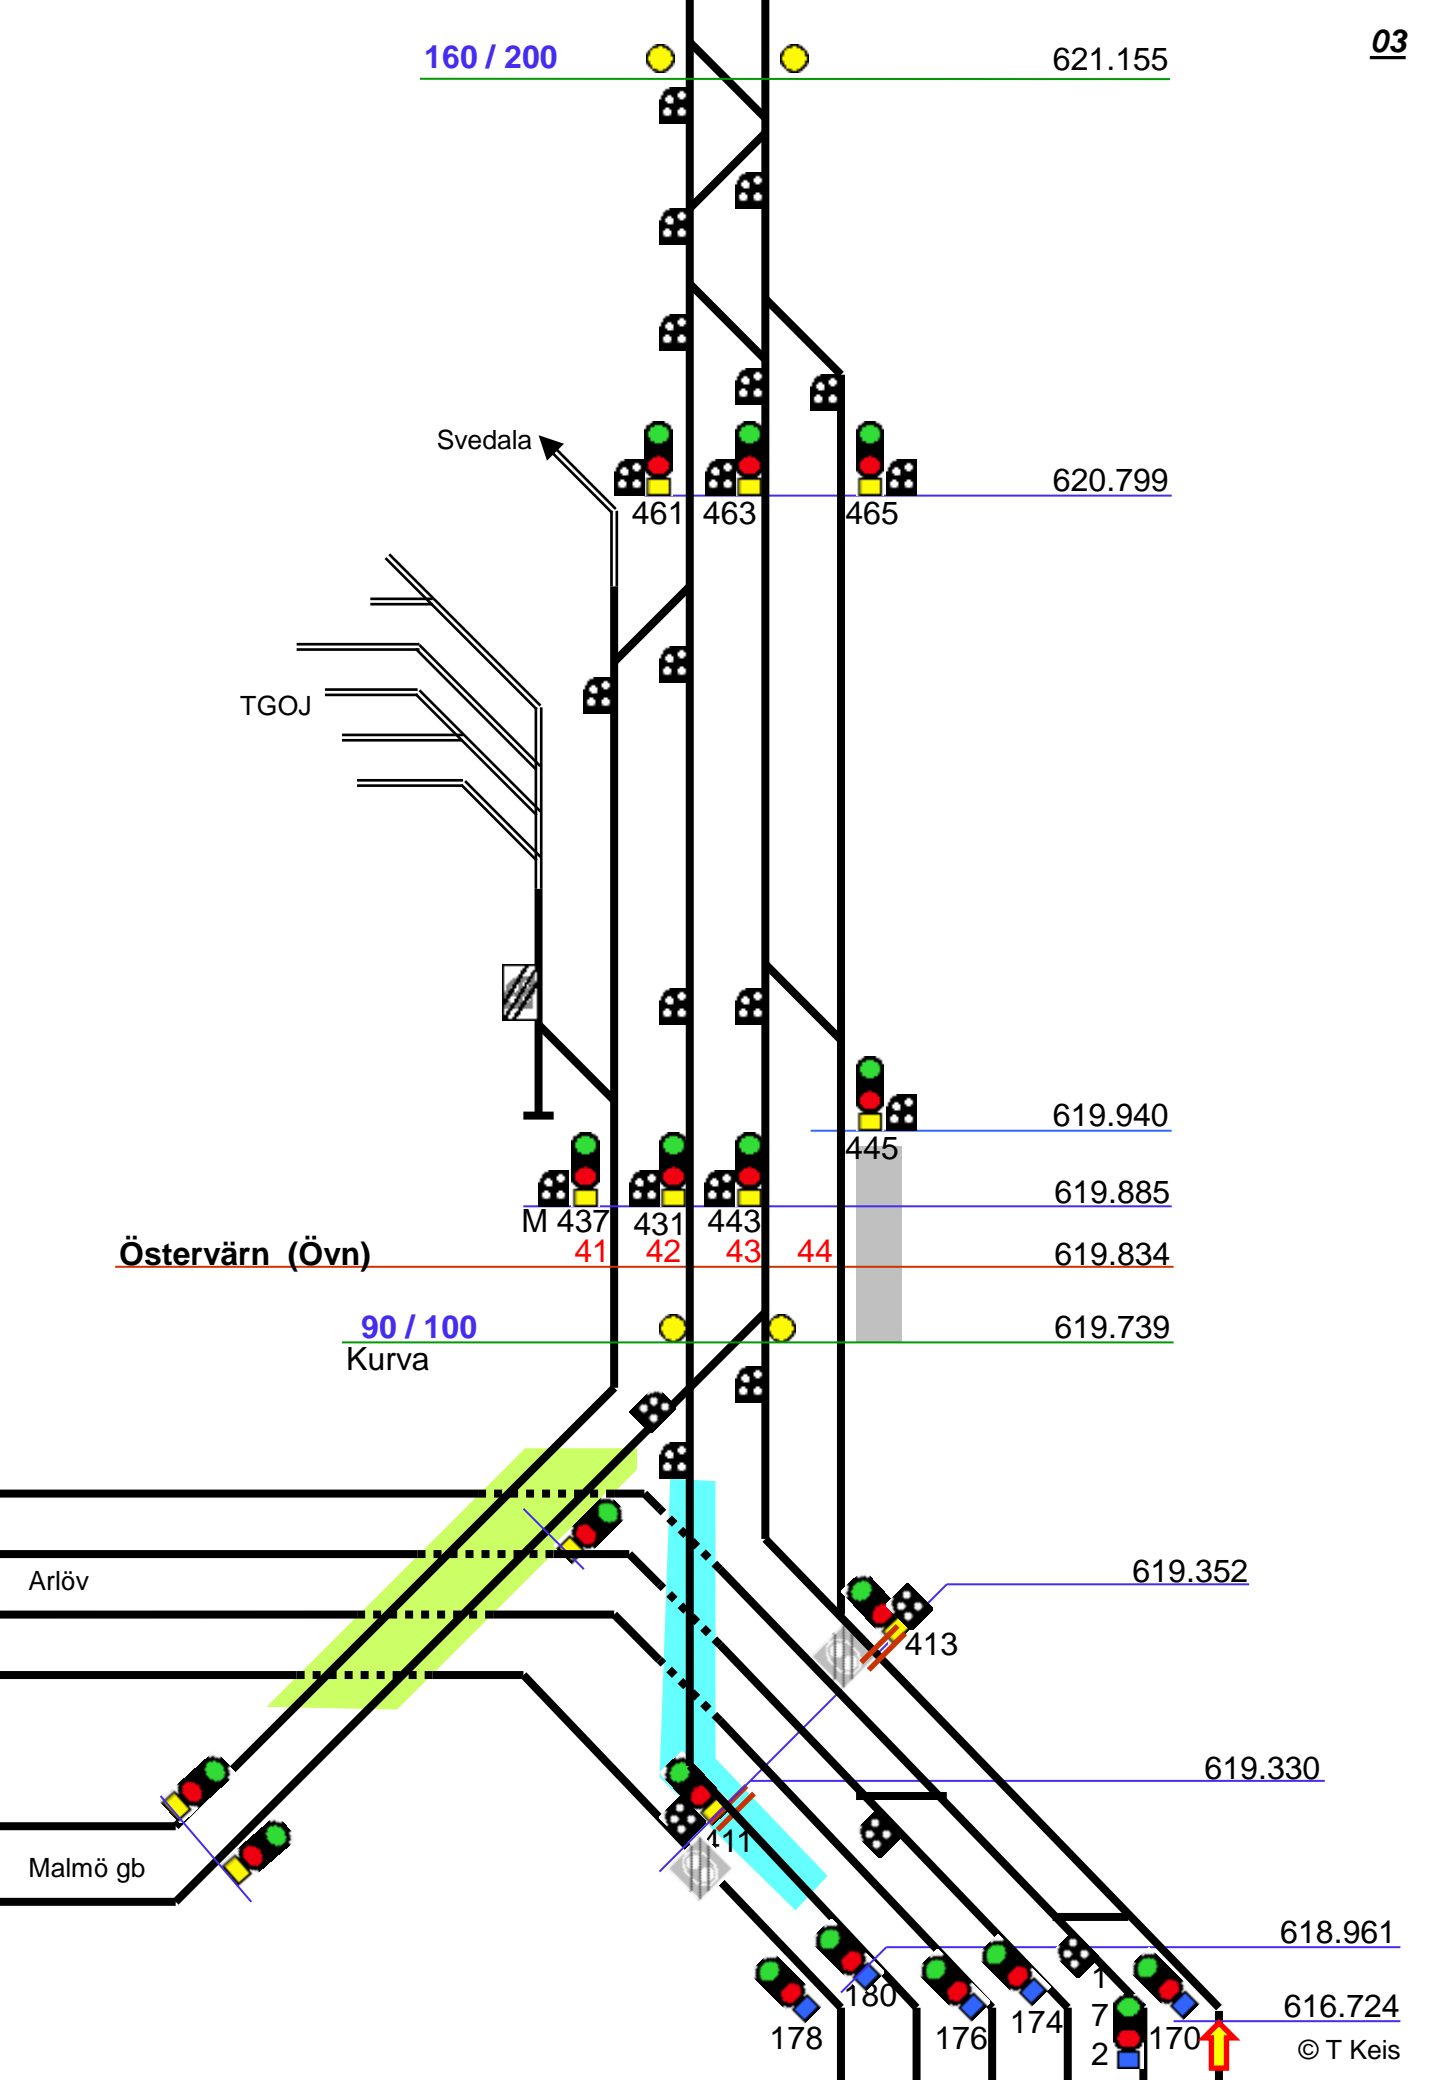 03
160 / 200 621.155
Svedala
620.799
461 463 465
TGOJ
619.940
445
619.885
M 437 431 443
41 42 43 44
Östervärn (Övn) 619.834
90 / 100 619.739
Kurva
619.352
Arlöv
413
619.330
411
Malmö gb
618.961
1
180
7
2
616.724
178 176 174 170
© T Keis